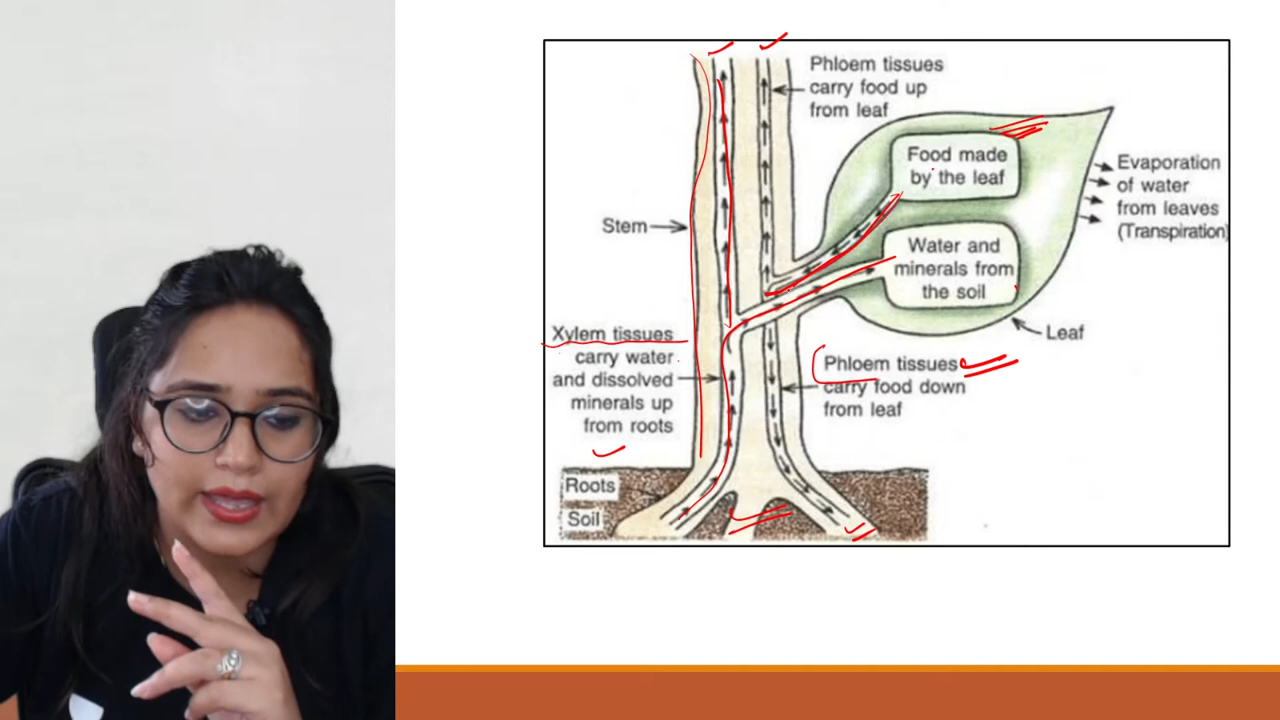 Phloem tissues
carry food up
from leaf
Food made
by the leaf
Evaporation
of water
from leaves
(Transpiration)
Stem
Water and
minerals from
the soil
Leaf
Xylem tissues
carry water
and dissolved
minerals up
from roots
Phloem tissues
carry food down
from leaf
Roots
Soil